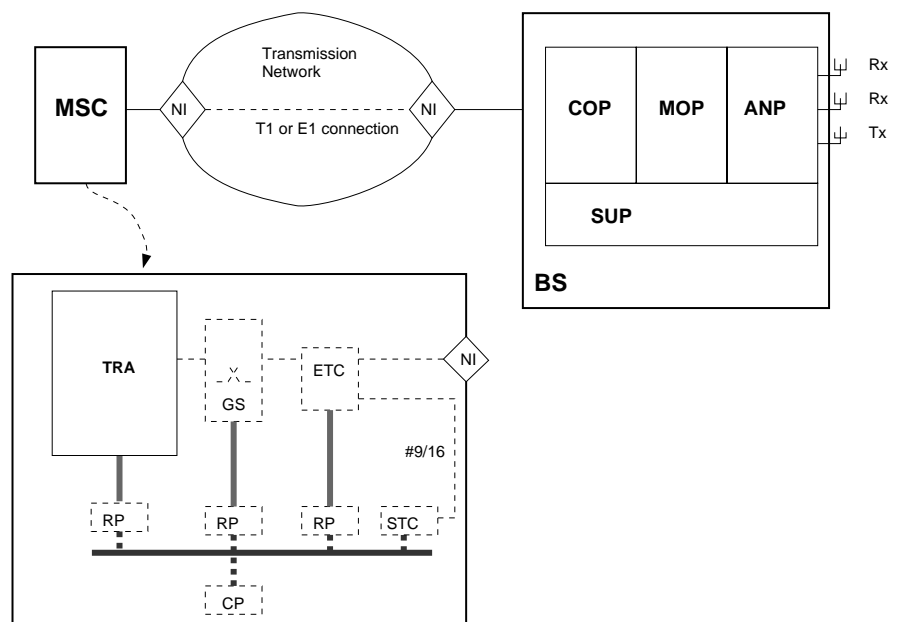 Transmission
Network
MSC
NI
NI
T1 or E1 connection
COP
MOP
ANP
Rx
Rx
Tx
SUP
BS
TRA
GS
ETC
NI
#9/16
RP
RP
RP
STC
CP